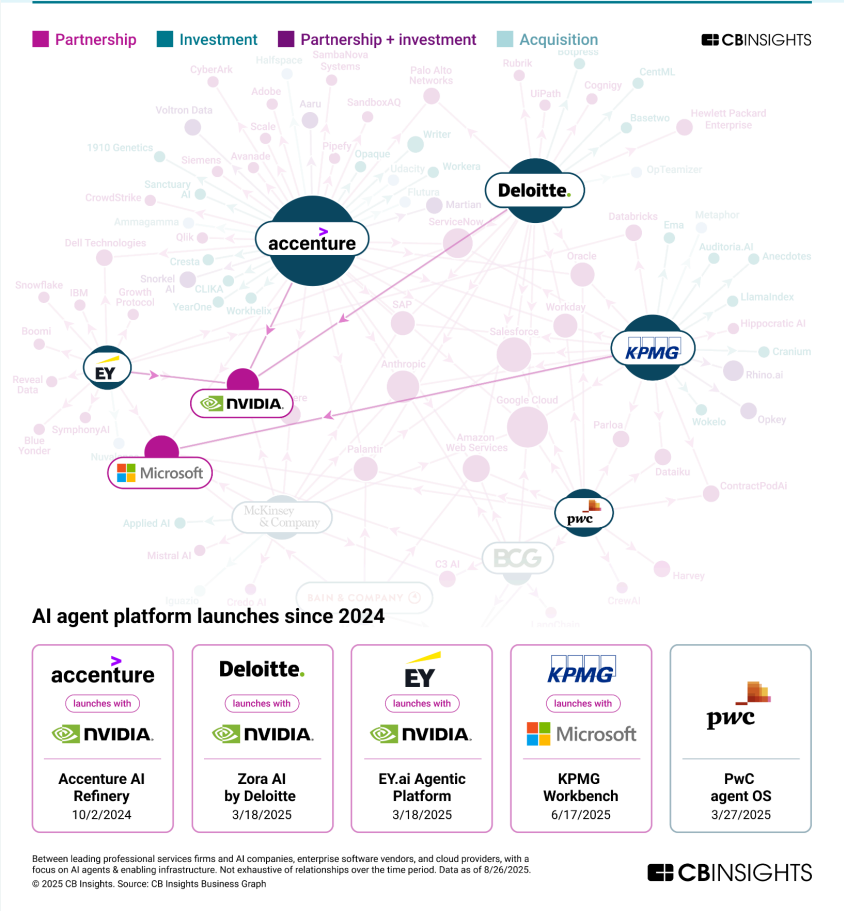 Partnership
Investment
Partnership + investment
Acquisition
CBINSIGHTS
CyberArk
Halfspace
SambaNova
Systems
Palo Alto
Networks
Rubrik
Botpress
Cognigy
CentML
Adobe
Aaru
SandboxAQ
UiPath
Voltron Data
Scale
Pipefy
Writer
Basetwo
Hewlett Packard
Enterprise
1910 Genetics
Siemens
Avanade
Opaque
Udacity
Workera
OpTeamizer
Sanctuary
AI
CrowdStrike
Flutura
Martian
Deloitte.
Ammagamma
accenture
ServiceNow
Databricks
Metaphor
Ema
Dell Technologies
Qlik
Auditoria.AI
Anecdotes
Cresta
Oracle
Snorkel
AI
CLIKA
YearOne
Workhelix
Snowflake
IBM
Growth
Protocol
LlamaIndex
SAP
Workday
Boomi
Salesforce
Hippocratic AI
KPMG
Cranium
EY
Anthropic
Rhino.ai
Reveal
Data
NVIDIA.
ere
Google Cloud
Opkey
Wokelo
SymphonyAI
Parloa
Blue
Yonder
Amazon
Web Services
Palantir
Microsoft
Dataiku
ContractPodAI
McKinsey
& Company
pwc
Applied AI
Mistral AI
BCG
C3 AI
Harvey
Credo AI
BAIN & COMPANY
CrewAI
LangChain
AI agent platform launches since 2024
accenture
launches with
NVIDIA.
Accenture AI
Refinery
10/2/2024
Deloitte.
launches with
NVIDIA.
Zora AI
by Deloitte
3/18/2025
EY
launches with
NVIDIA.
EY.ai Agentic
Platform
3/18/2025
KPMG
launches with
Microsoft
KPMG
Workbench
6/17/2025
pwc
PwC
agent OS
3/27/2025
Between leading professional services firms and AI companies, enterprise software vendors, and cloud providers, with a
focus on AI agents & enabling infrastructure. Not exhaustive of relationships over the time period. Data as of 8/26/2025.
© 2025 CB Insights. Source: CB Insights Business Graph
CBINSIGHTS